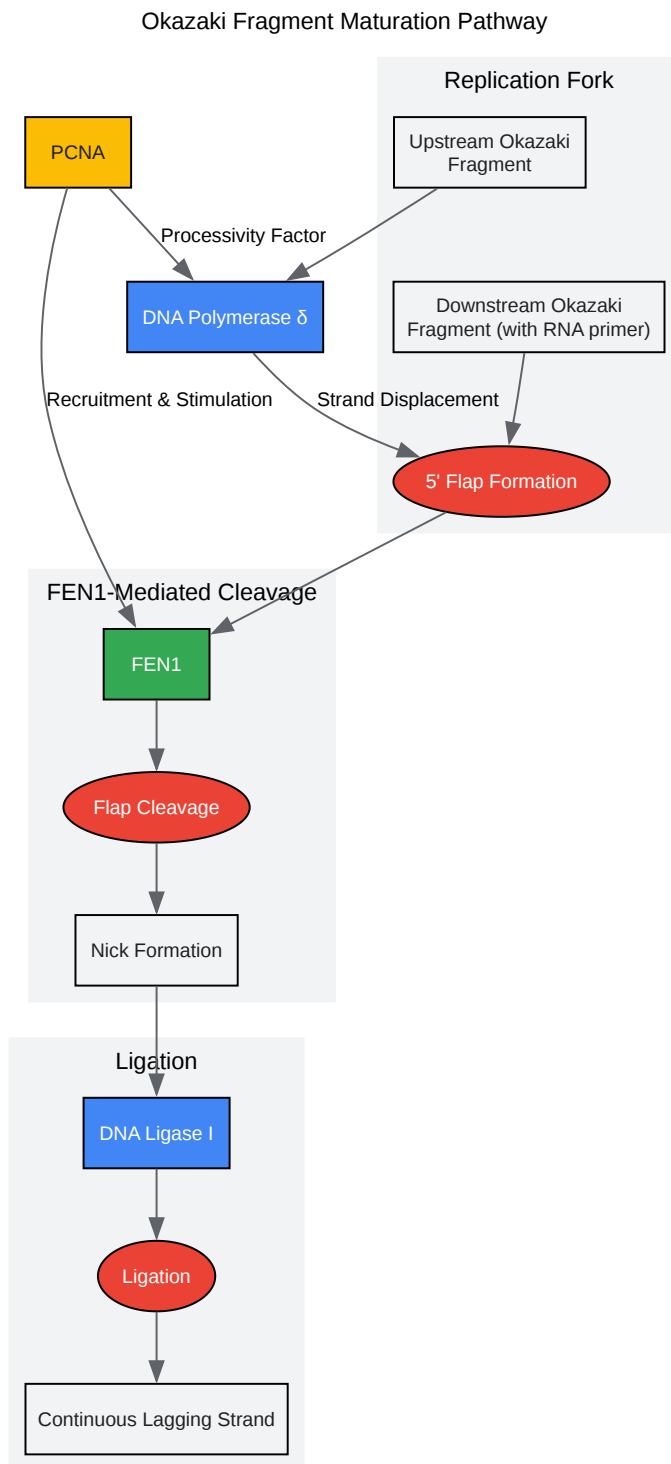 Okazaki Fragment Maturation Pathway
Replication Fork
PCNA
Upstream Okazaki
Fragment
Processivity Factor
DNA Polymerase δ
Downstream Okazaki
Fragment (with RNA primer)
Recruitment & Stimulation
Strand Displacement
5' Flap Formation
FEN1-Mediated Cleavage
FEN1
Flap Cleavage
Nick Formation
Ligation
DNA Ligase I
Ligation
Continuous Lagging Strand